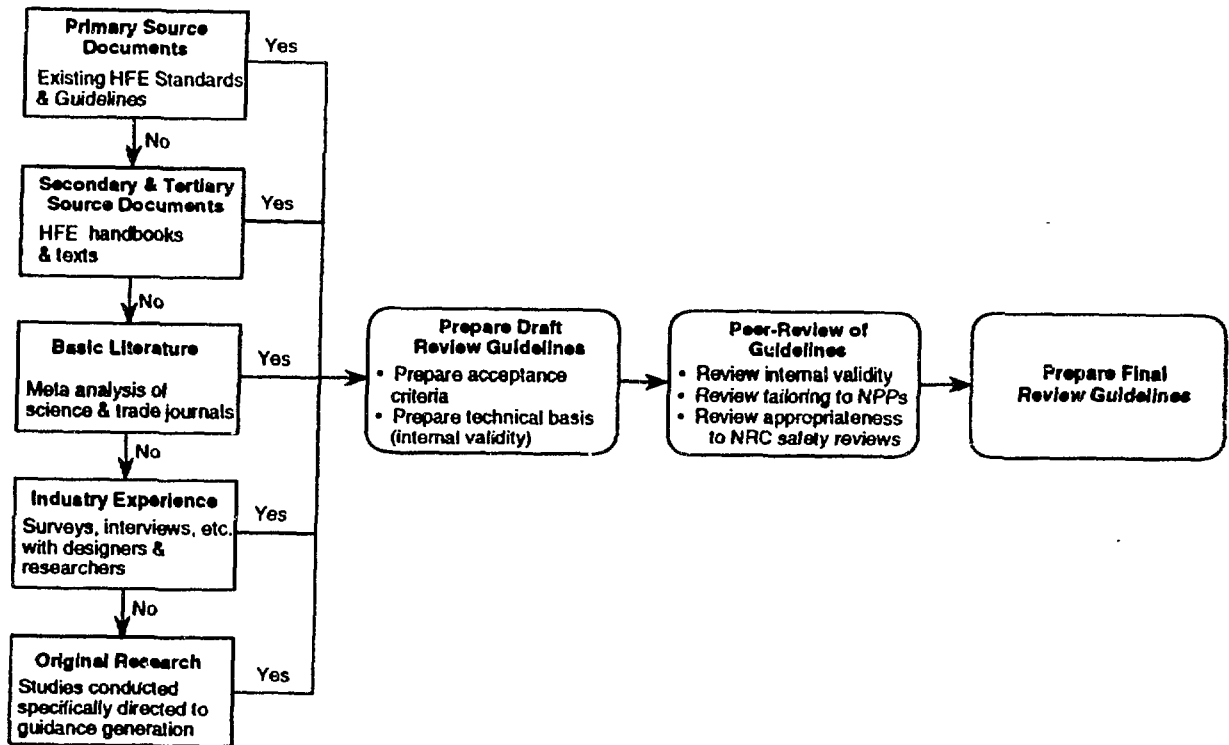 Primary Source
Documents
Existing HFE Standards
& Guidelines
Yes
No
Secondary & Tertiary
Source Documents
HFE handbooks
& texts
Yes
No
Basic Literature
Meta analysis of
science & trade journals
Yes
No
Industry Experience
Surveys, interviews, etc.
with designers &
researchers
Yes
No
Original Research
Studies conducted
specifically directed to
guidance generation
Yes
Prepare Draft
Review Guidelines
• Prepare acceptance
criteria
• Prepare technical basis
(internal validity)
Peer-Review of
Guidelines
• Review internal validity
• Review tailoring to NPPs
• Review appropriateness
to NRC safety reviews
Prepare Final
Review Guidelines